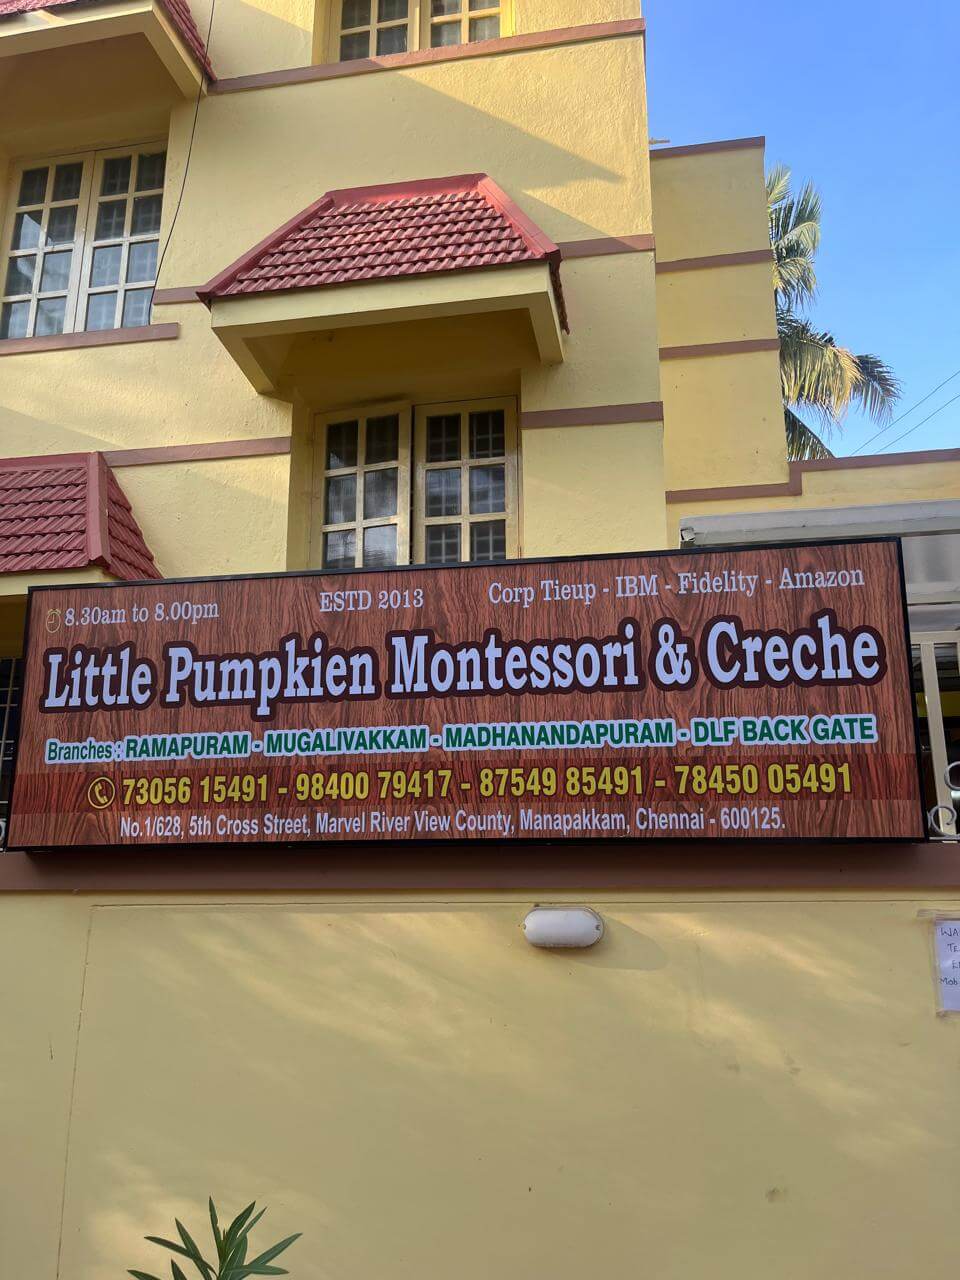 8.30am to 8.00pm ESTD 2013 Corp Tieup - IBM - Fidelity - Amazon
Little Pumpkien Montessori & Creche
Branches : RAMAPURAM - MUGALIVAKKAM - MADHANANDAPURAM - DLF BACK GATE
73056 15491 - 98400 79417 - 87549 85491 - 78450 05491
No.1/628, 5th Cross Street, Marvel River View County, Manapakkam, Chennai - 600125.
Mob